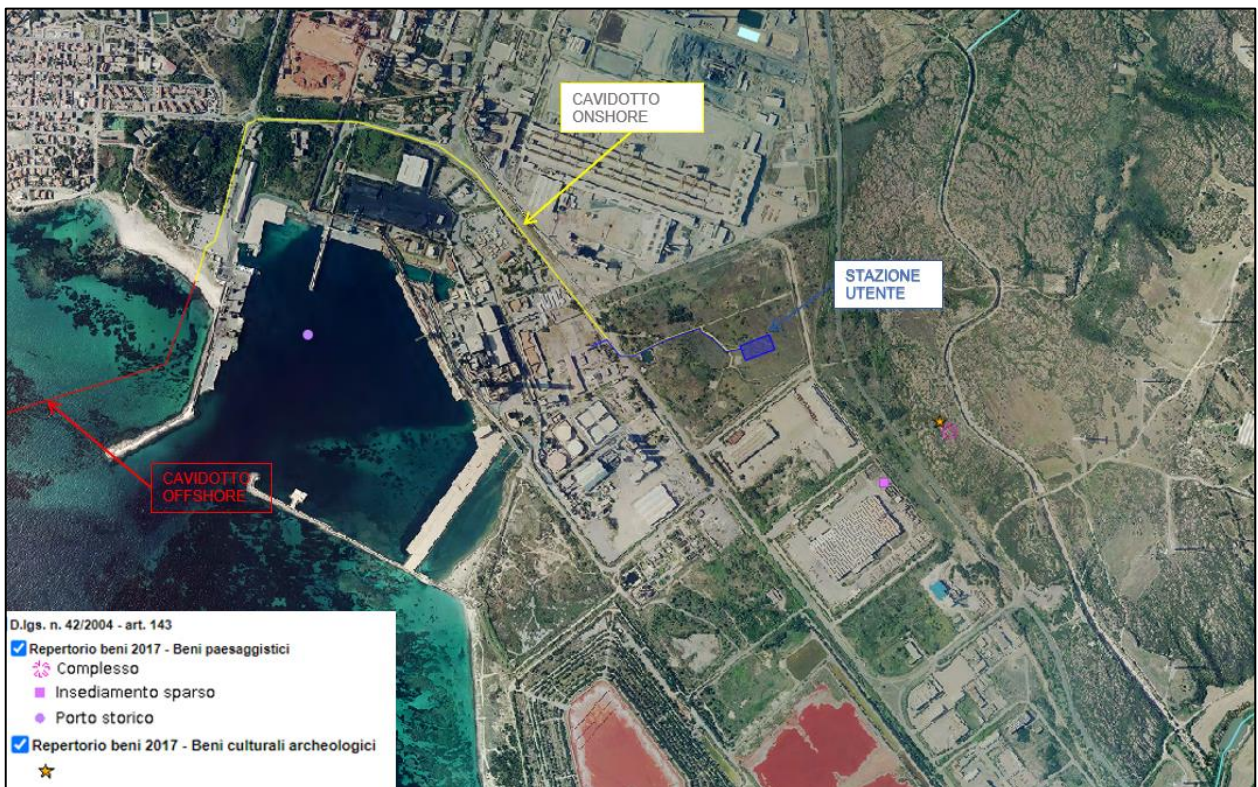 CAVIDOTTO
ONSHORE
STAZIONE
UTENTE
CAVIDOTTO
OFFSHORE
D.lgs. n. 42/2004 - art. 143
Repertorio beni 2017 - Beni paesaggistici
Complesso
Insediamento sparso
Porto storico
Repertorio beni 2017 - Beni culturali archeologici